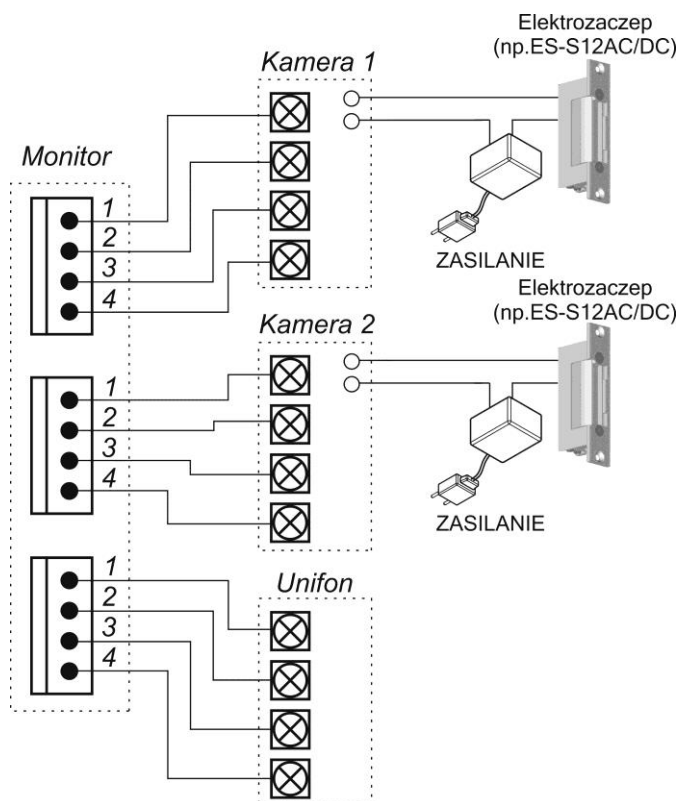 Elektrozaczep
(np.ES-S12AC/DC)
Kamera 1
Monitor
1
2
3
4
ZASILANIE
Elektrozaczep
(np.ES-S12AC/DC)
Kamera 2
1
2
3
4
ZASILANIE
Unifon
1
2
3
4